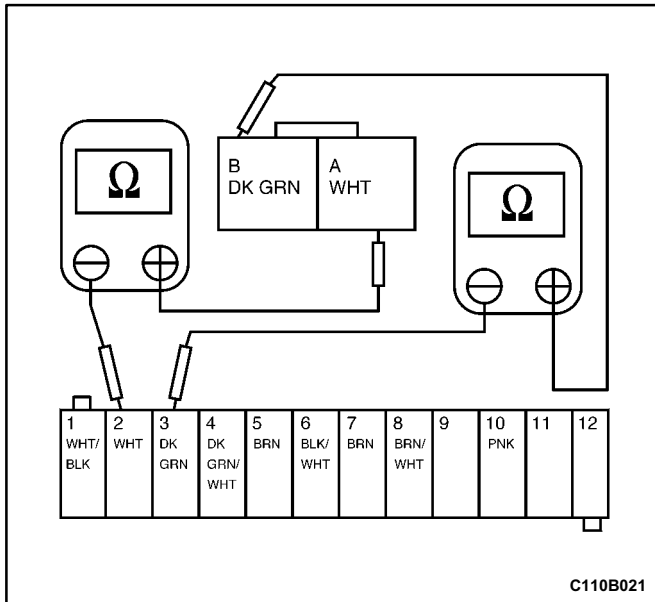 B
DK GRN
A
WHT
Ω
Ω
1
WHT/
BLK
2
WHT
3
DK
GRN
4
DK
GRN/
WHT
5
BRN
6
BLK/
WHT
7
BRN
8
BRN/
WHT
9
10
PNK
11
12
C110B021